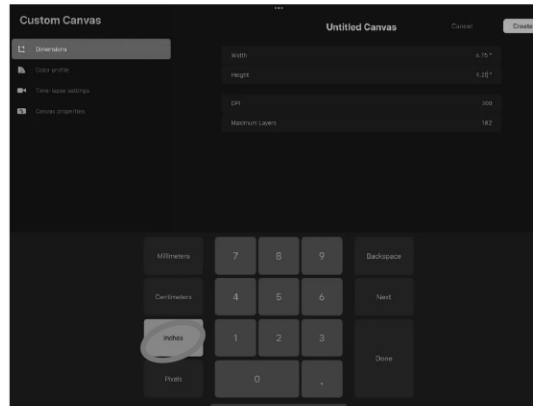 Custom Canvas
Untitled Canvas
Cancel
Create
Dimensions
Color profile
Time-lapse settings
Canvas properties
Width
Height
DPI 300
Maximum Layers 182
Millimeters 7 8 9 Backspace
Centimeters 4 5 6 Next
Inches 1 2 3
Done
Pixels 0 .